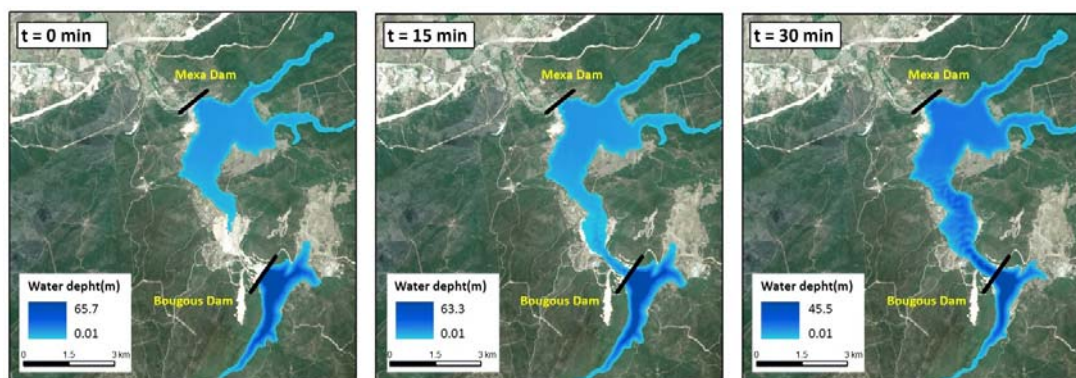 t = 0 min
Mexa Dam
Bougous Dam
Water depht(m)
65.7
0.01
0 1.5 3 km
t = 15 min
Mexa Dam
Bougous Dam
Water depht(m)
63.3
0.01
0 1.5 3 km
t = 30 min
Mexa Dam
Bougous Dam
Water depht(m)
45.5
0.01
0 1.5 3 km